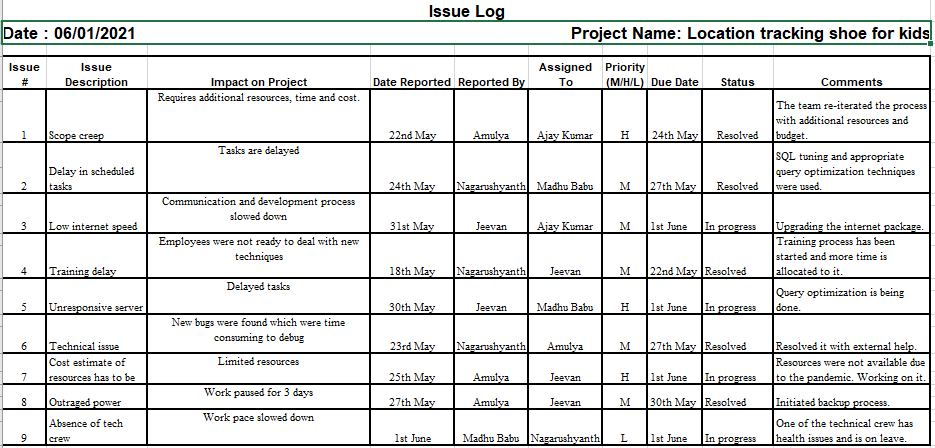 Issue Log
Date : 06/01/2021 Project Name: Location tracking shoe for kids
Issue # Issue Description Impact on Project Date Reported Reported By Assigned To Priority (M/H/L) Due Date Status Comments
1 Scope creep Requires additional resources, time and cost. 22nd May Amulya Ajay Kumar H 24th May Resolved The team re-iterated the process with additional resources and budget.
2 Delay in scheduled tasks Tasks are delayed 24th May Nagarushyanth Madhu Babu M 27th May Resolved SQL tuning and appropriate query optimization techniques were used.
3 Low internet speed Communication and development process slowed down 31st May Jeevan Ajay Kumar M 1st June In progress Upgrading the internet package.
4 Training delay Employees were not ready to deal with new techniques 18th May Nagarushyanth Jeevan M 22nd May Resolved Training process has been started and more time is allocated to it.
5 Unresponsive server Delayed tasks 30th May Jeevan Madhu Babu H 1st June In progress Query optimization is being done.
6 Technical issue New bugs were found which were time consuming to debug 23rd May Nagarushyanth Amulya M 27th May Resolved Resolved it with external help.
7 Cost estimate of resources has to be Limited resources 25th May Amulya Jeevan H 1st June In progress Resources were not available due to the pandemic. Working on it.
8 Outraged power Work paused for 3 days 27th May Amulya Jeevan M 30th May Resolved Initiated backup process.
9 Absence of tech crew Work pace slowed down 1st June Madhu Babu Nagarushyanth L 1st June In progress One of the technical crew has health issues and is on leave.